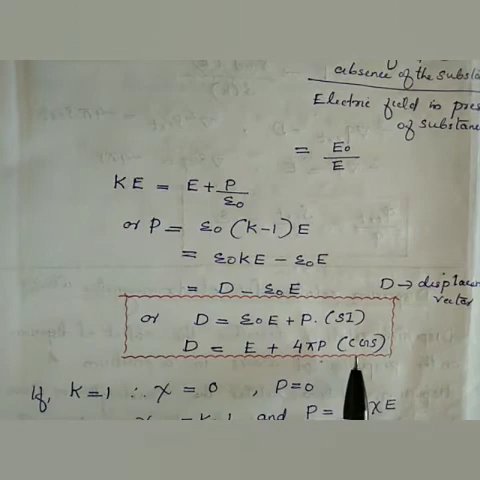 absence of the substa
Electric field in pres
of substance
= E₀/E
KE = E + P/ε₀
or P = ε₀(K-1)E
= ε₀KE - ε₀E
= D - ε₀E
D → displacem
vector
or D = ε₀E + P. (SI)
D = E + 4πP (CGS)
If, K=1 ∴ χ = 0 , P=0
and P = χE